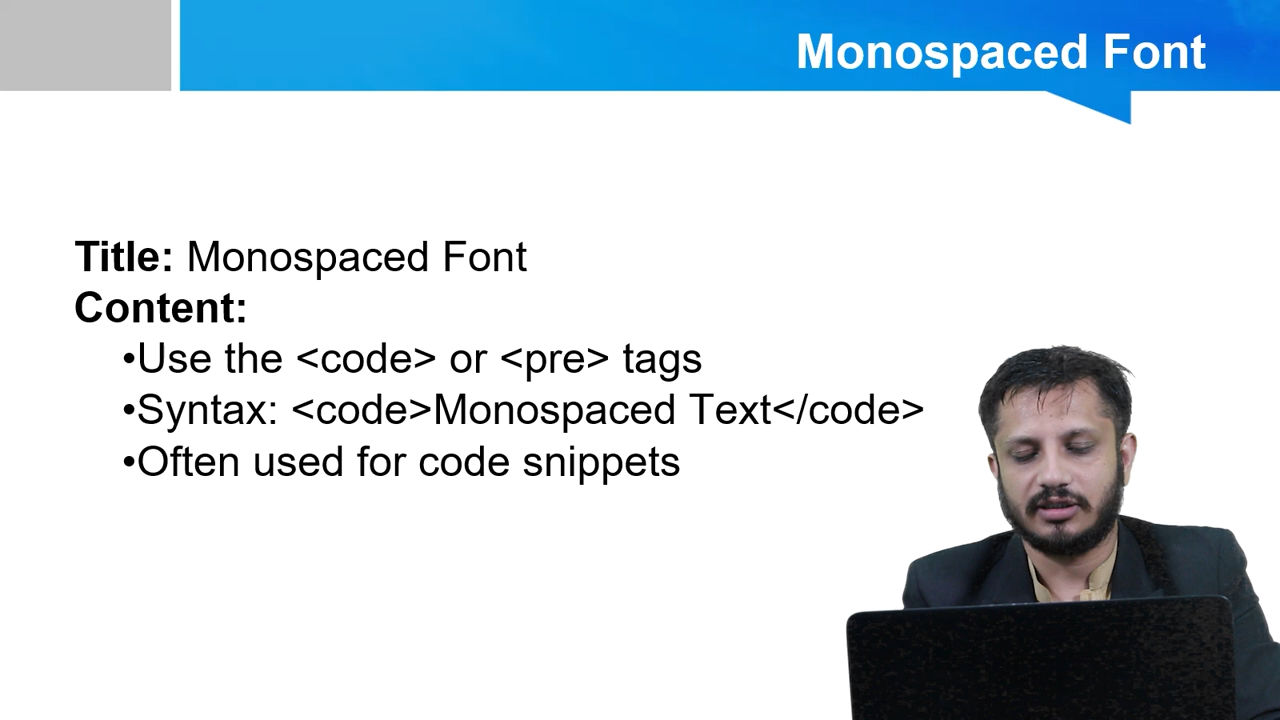 Monospaced Font
Title: Monospaced Font
Content:
•Use the <code> or <pre> tags
•Syntax: <code>Monospaced Text</code>
•Often used for code snippets